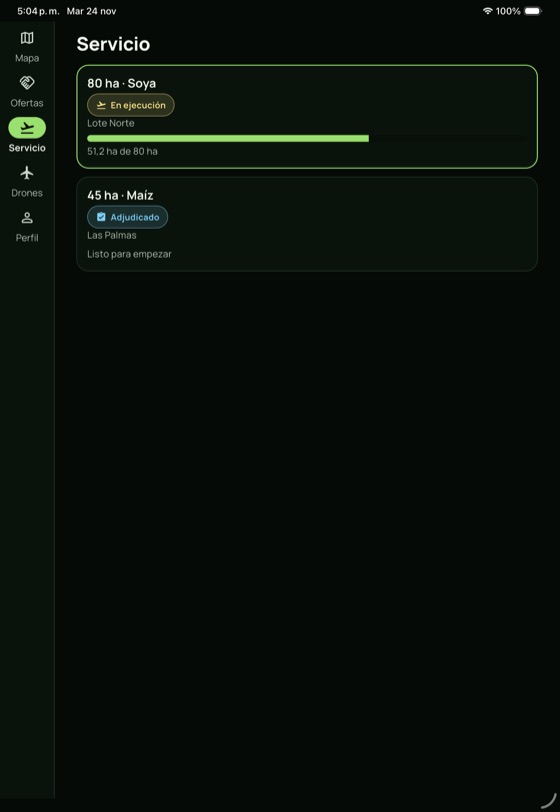 5:04 p. m. Mar 24 nov
100%
Mapa
Ofertas
Servicio
Drones
Perfil
Servicio
80 ha · Soya
En ejecución
Lote Norte
51,2 ha de 80 ha
45 ha · Maíz
Adjudicado
Las Palmas
Listo para empezar